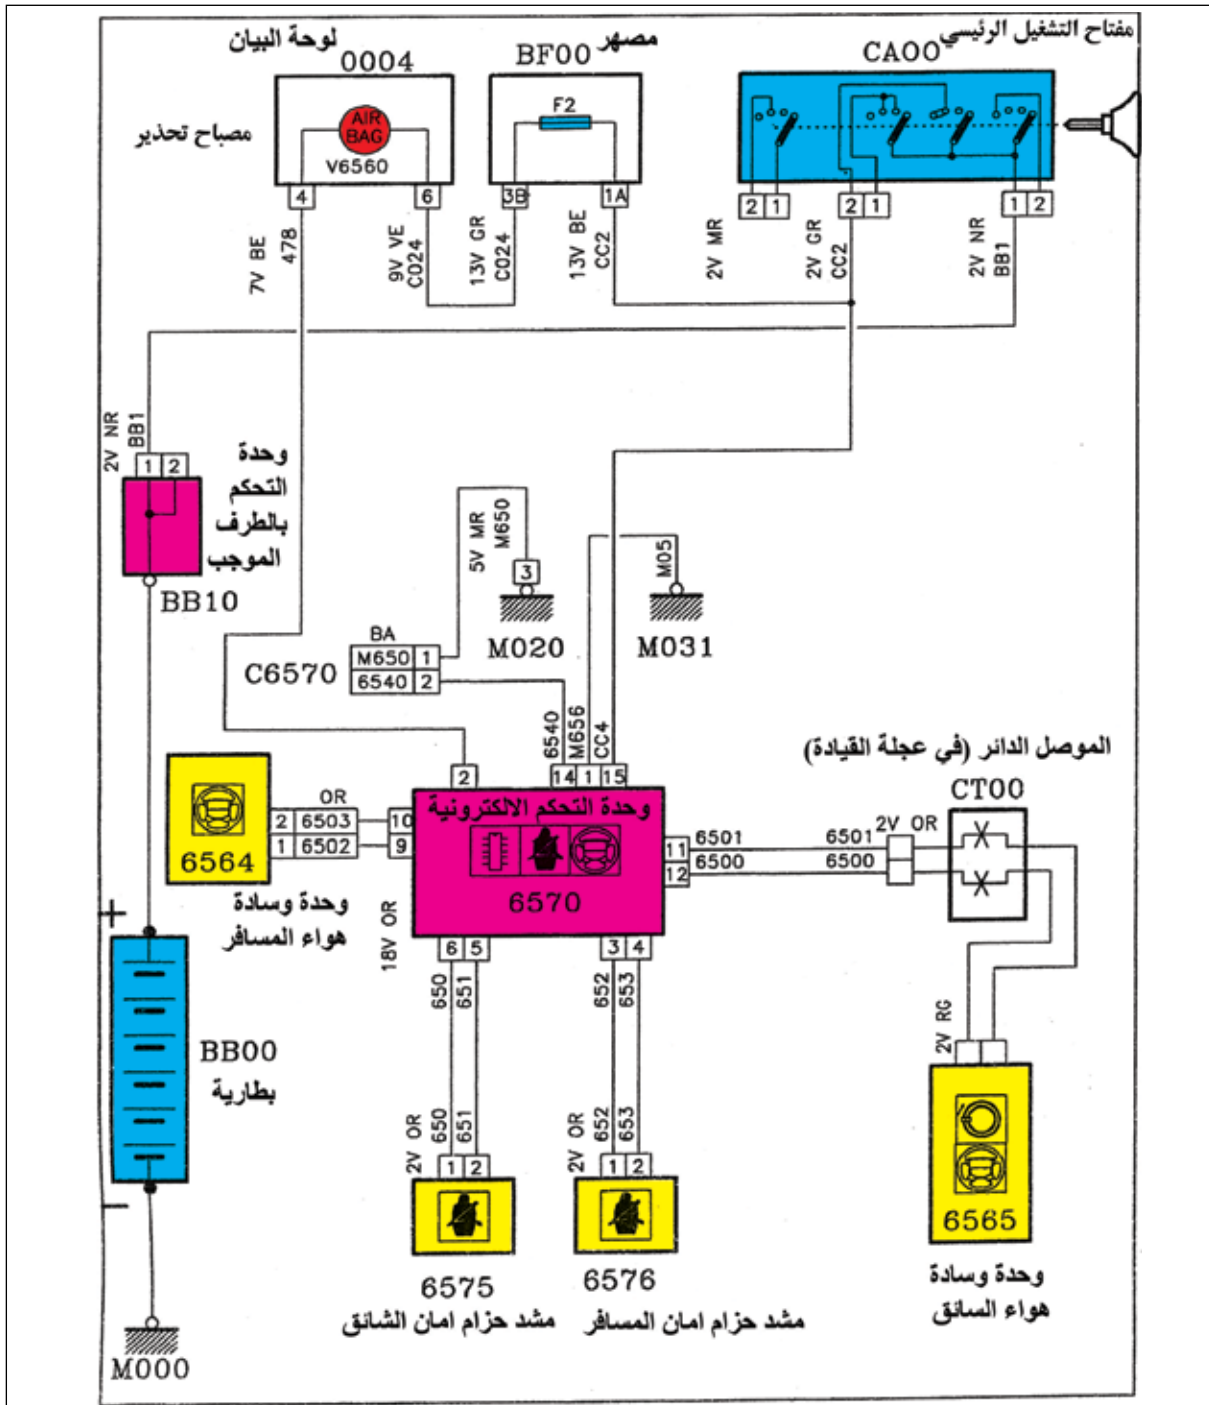 لوحة البيان
مصهر
مفتاح التشغيل الرئيسي
0004
BF00
CA00
مصباح تحذير
AIR
BAG
V6560
F2
4
6
3B
1A
2 1
2 1
1 2
7V BE
478
9V VE
C024
13V GR
C024
13V BE
CC2
2V MR
2V GR
CC2
2V NR
BB1
2V NR
BB1
1 2
وحدة
التحكم
بالطرف
الموجب
BB10
5V MR
M650
3
M020
M05
M031
BA
C6570
M650 1
6540 2
6540
M656
CC4
2
14 1 15
الموصل الدائر (في عجلة القيادة)
CT00
وحدة التحكم الالكترونية
6570
OR
2 6503 10
1 6502 9
6564
وحدة وسادة
هواء المسافر
18V OR
11 6501 6501
12 6500 6500
2V OR
6 5
3 4
650
651
652
653
+
BB00
بطارية
-
M000
2V OR
650
651
1 2
6575
مشد حزام امان الشائق
2V OR
652
653
1 2
6576
مشد حزام امان المسافر
2V RG
6565
وحدة وسادة
هواء السائق